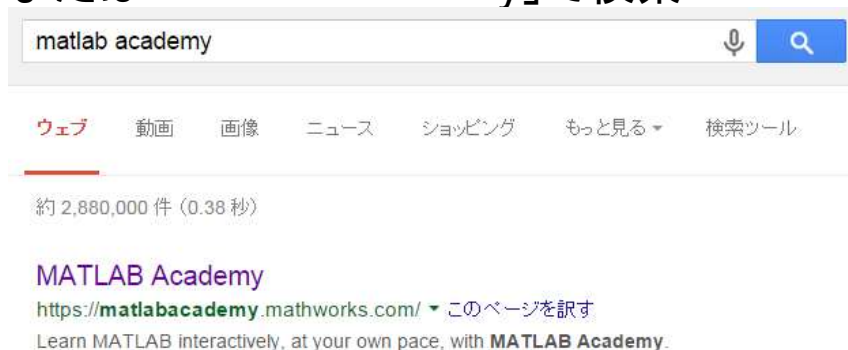 y」で検索
matlab academy
ウェブ 動画 画像 ニュース ショッピング もっと見る 検索ツール
約 2,880,000 件 (0.38 秒)
MATLAB Academy
https://matlabacademy.mathworks.com/ このページを訳す
Learn MATLAB interactively, at your own pace, with MATLAB Academy.